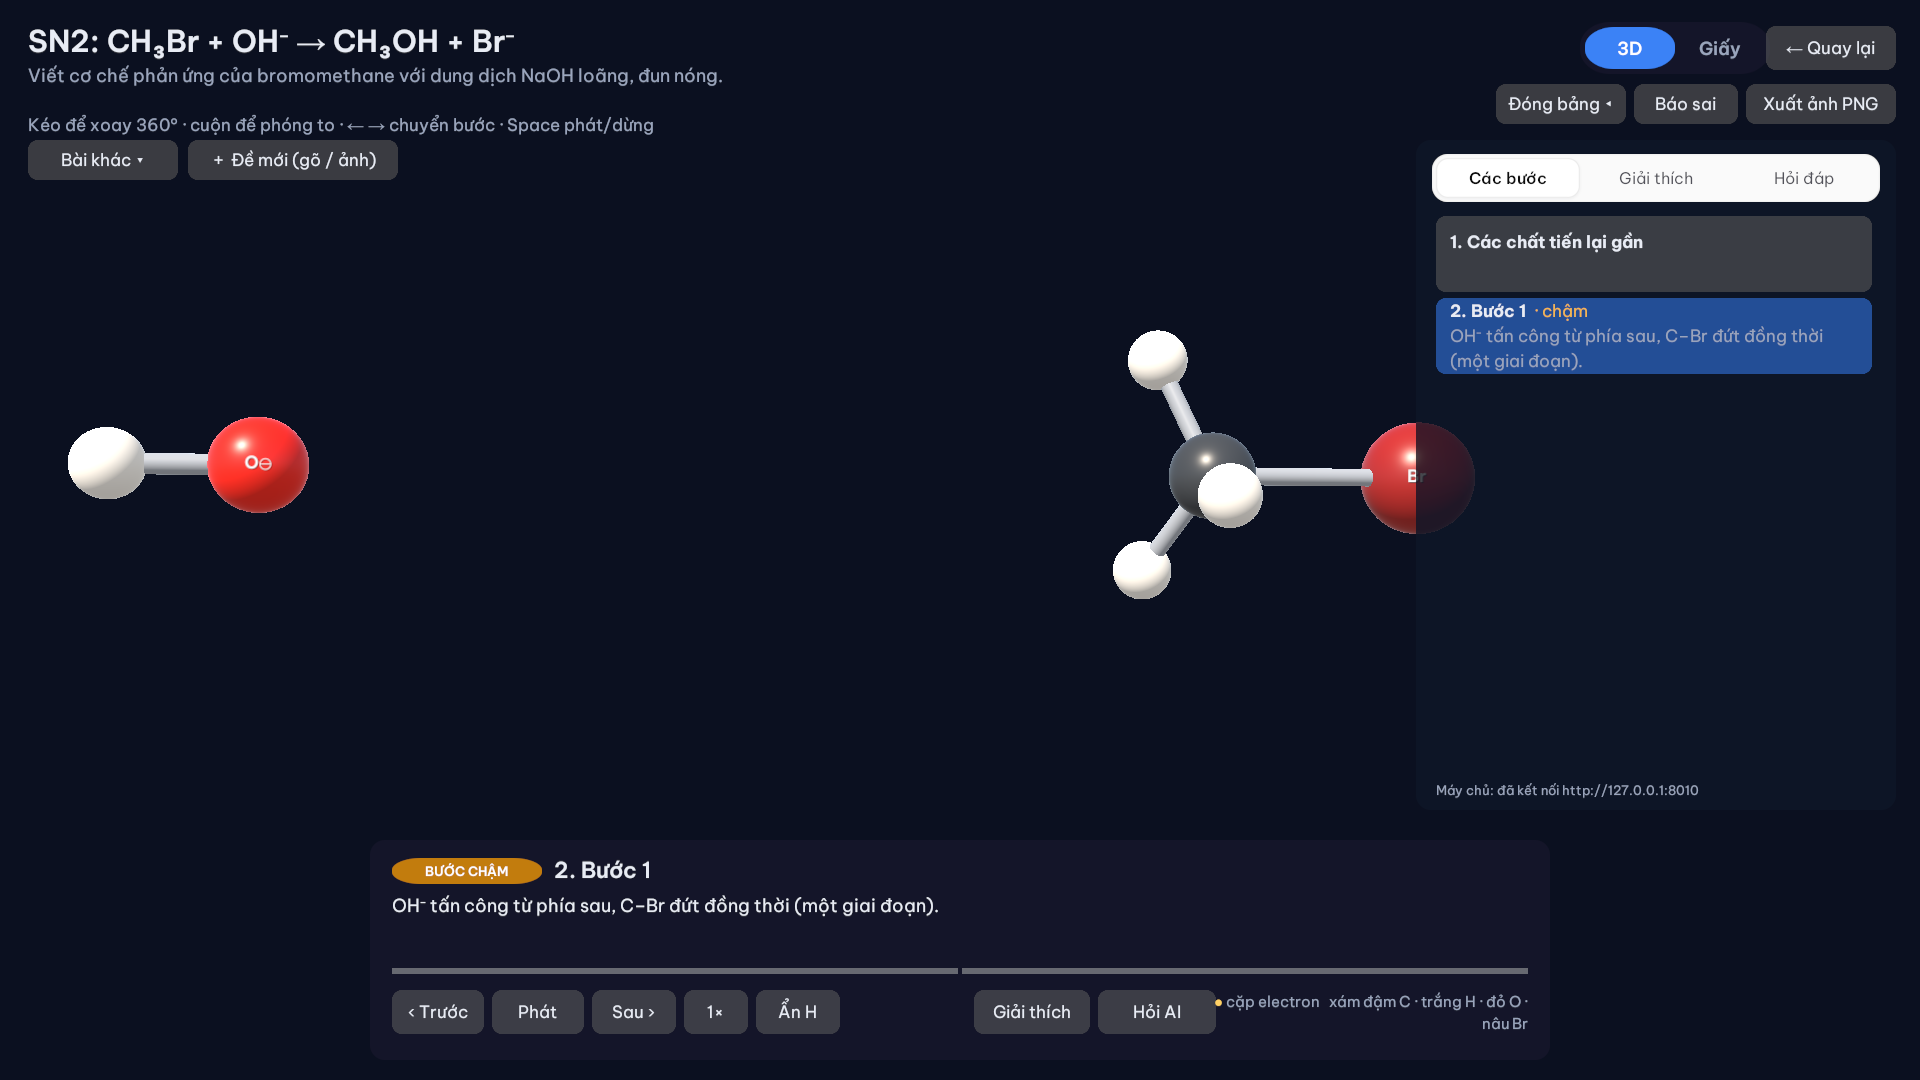 SN2: CH₃Br + OH⁻ → CH₃OH + Br⁻
Viết cơ chế phản ứng của bromomethane với dung dịch NaOH loãng, đun nóng.
Kéo để xoay 360° · cuộn để phóng to · ← → chuyển bước · Space phát/dừng
Bài khác ▾
+ Đề mới (gõ / ảnh)
3D
Giấy
← Quay lại
Đóng bảng ◂
Báo sai
Xuất ảnh PNG
Các bước
Giải thích
Hỏi đáp
1. Các chất tiến lại gần
2. Bước 1 · chậm
OH⁻ tấn công từ phía sau, C–Br đứt đồng thời
(một giai đoạn).
O⊖
Br
Máy chủ: đã kết nối http://127.0.0.1:8010
BƯỚC CHẬM
2. Bước 1
OH⁻ tấn công từ phía sau, C–Br đứt đồng thời (một giai đoạn).
‹ Trước
Phát
Sau ›
1×
Ẩn H
Giải thích
Hỏi AI
● cặp electron xám đậm C · trắng H · đỏ O ·
nâu Br